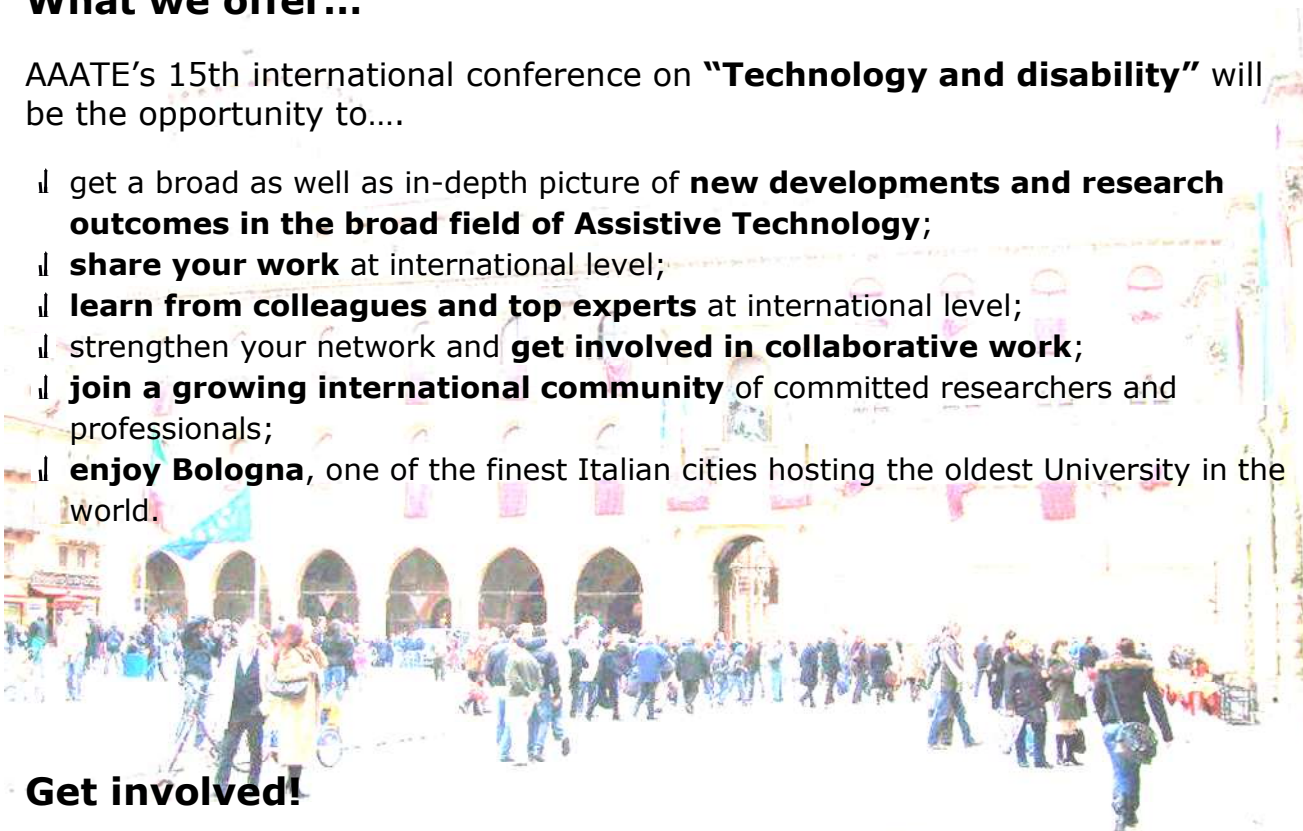 What we offer…
AAATE’s 15th international conference on “Technology and disability” will
be the opportunity to….
get a broad as well as in-depth picture of new developments and research
outcomes in the broad field of Assistive Technology;
share your work at international level;
learn from colleagues and top experts at international level;
strengthen your network and get involved in collaborative work;
join a growing international community of committed researchers and
professionals;
enjoy Bologna, one of the finest Italian cities hosting the oldest University in the
world.
Get involved!